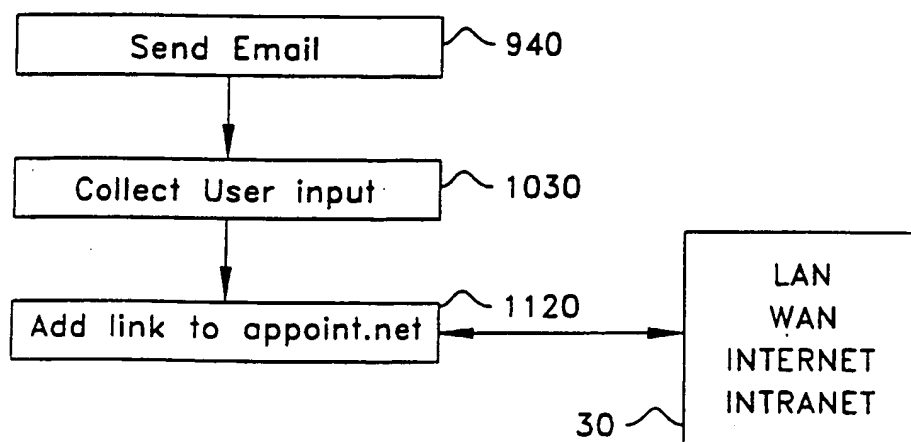 Send Email
940
Collect User input
1030
Add link to appoint.net
1120
LAN
WAN
INTERNET
INTRANET
30